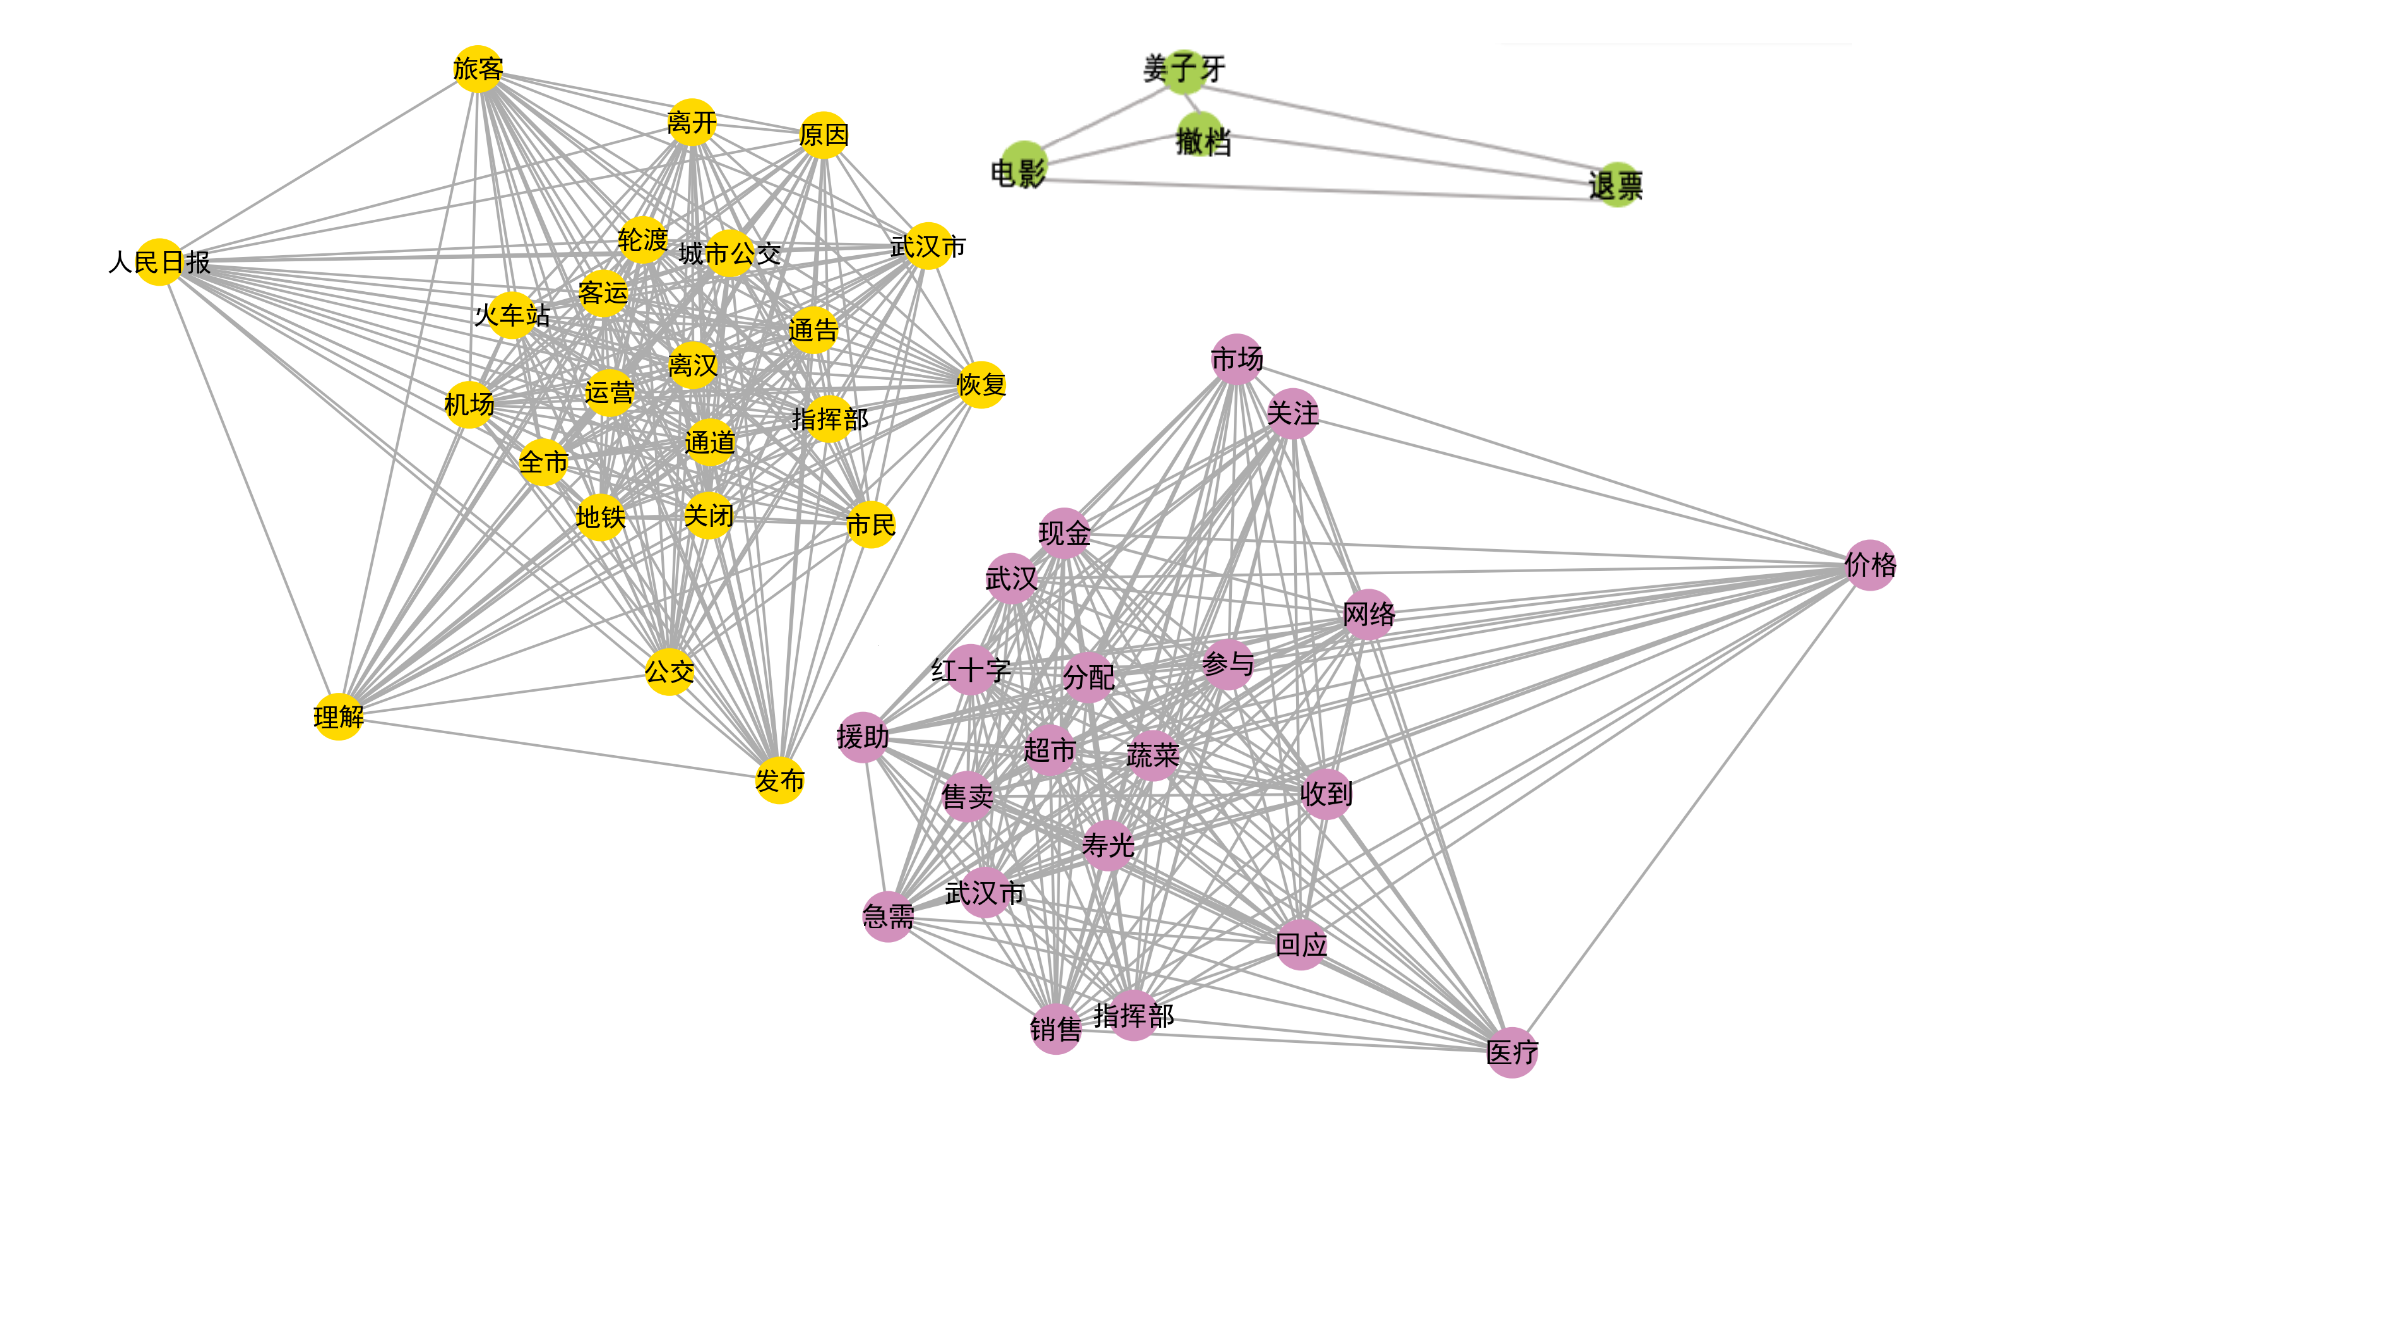 旅客
离开
原因
人民日报
轮渡
城市公交
武汉市
客运
火车站
通告
离汉
恢复
运营
机场
指挥部
通道
全市
地铁
关闭
市民
公交
理解
发布
姜子牙
撤档
电影
退票
市场
关注
现金
价格
武汉
网络
红十字
分配
参与
援助
超市
蔬菜
售卖
收到
寿光
武汉市
急需
回应
销售
指挥部
医疗